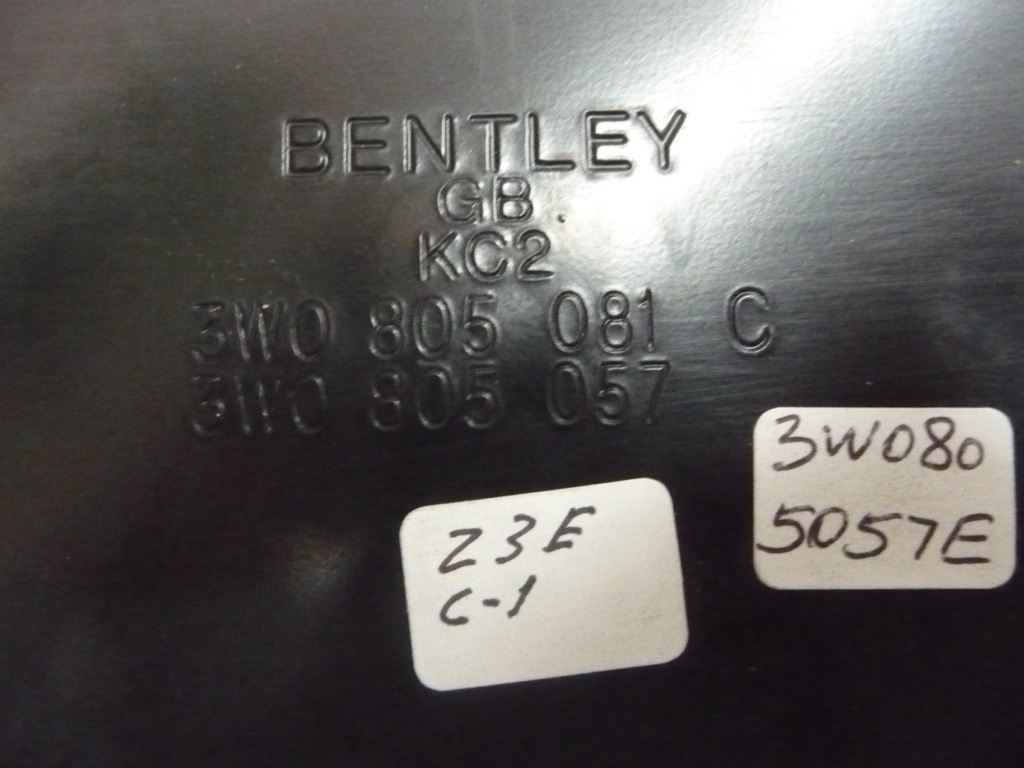 BENTLEY
GB.
KC2
3W0 805 081 C
3W0 805 057
3W080
5057E
Z3E
C-1